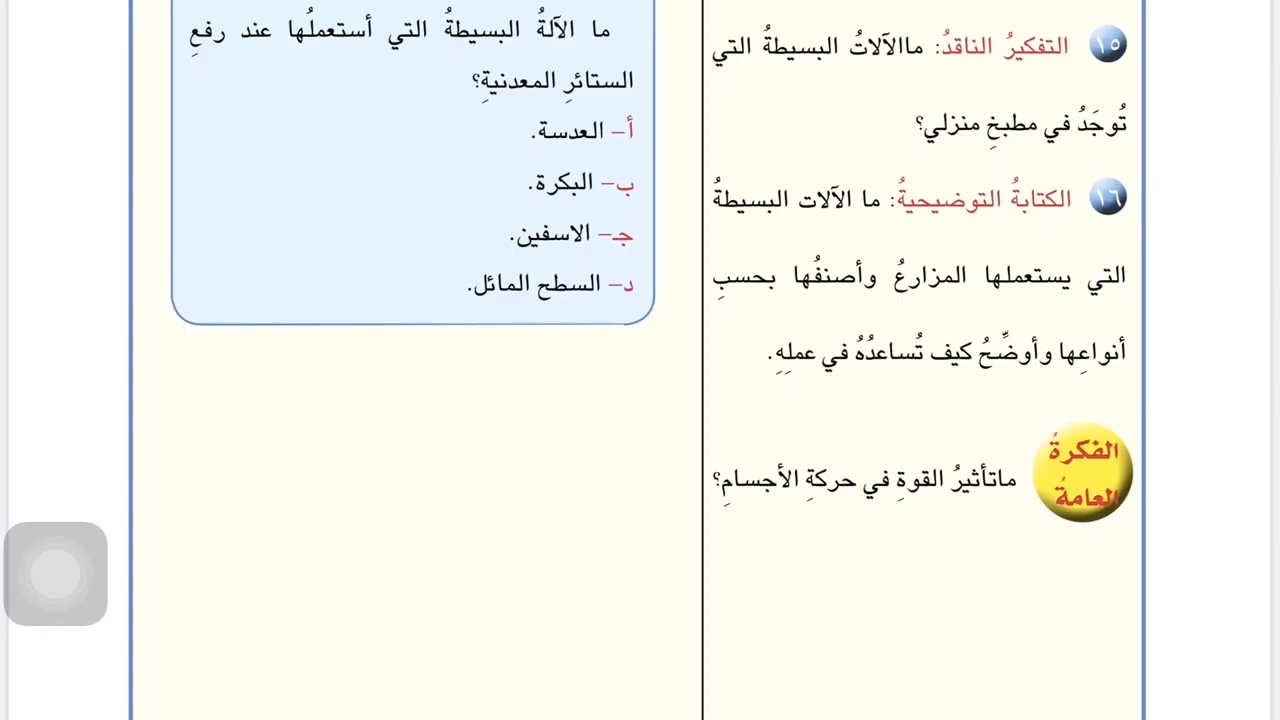 ١٥ التفكيرُ الناقدُ: ماالآلاتُ البسيطةُ التي
تُوجَدُ في مطبخِ منزلي؟
١٦ الكتابةُ التوضيحيةُ: ما الآلات البسيطةُ
التي يستعملها المزارعُ وأصنفُها بحسبِ
أنواعِها وأوضِّحُ كيف تُساعدُهُ في عملِهِ.
الفكرةُ
العامةُ
ماتأثيرُ القوةِ في حركةِ الأجسامِ؟
ما الآلةُ البسيطةُ التي أستعملُها عند رفعِ
الستائرِ المعدنيةِ؟
أ– العدسة.
ب– البكرة.
جـ– الاسفين.
د– السطح المائل.